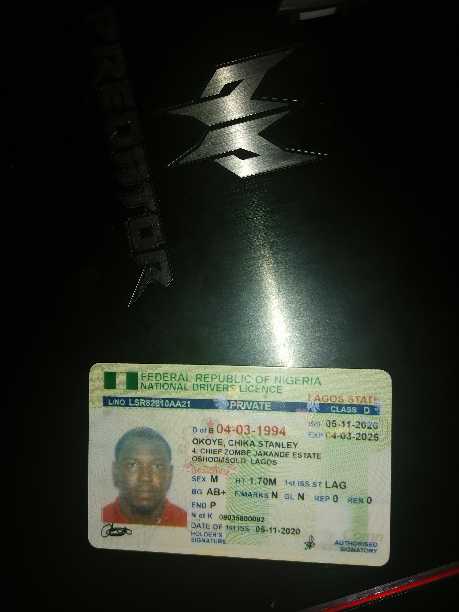 PREDATOR
FEDERAL REPUBLIC OF NIGERIA
NATIONAL DRIVERS LICENCE
LAGOS STATE
L/NO LSR82810AA21 PRIVATE CLASS D
D of B 04-03-1994
ISS 05-11-2020
OKOYE, CHIKA STANLEY
EXP 04-03-2025
4, CHIEF ZOMBE JAKANDE ESTATE
LAGOS
SEX M HT 1.70M 1st ISS ST LAG
BG AB+ F.MARKS N GL N REP 0 REN 0
END P
N of K
DATE OF 1st ISS 05-11-2020
HOLDER'S
SIGNATURE
AUTHORISED
SIGNATORY